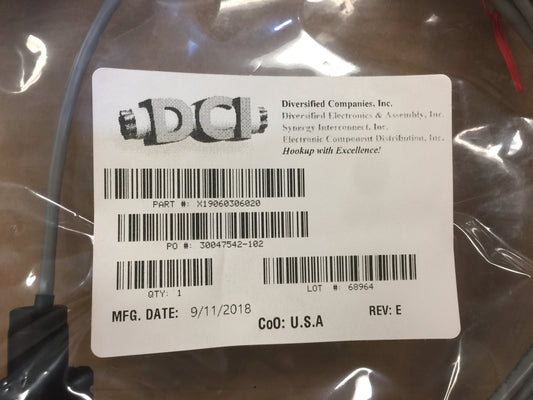 DCI
Diversified Companies, Inc.
Diversified Electronics & Assembly, Inc.
Synergy Interconnect, Inc.
Electronic Component Distribution, Inc.
Hookup with Excellence!
PART #: X19060306020
PO #: 30047542-102
QTY: 1
LOT #: 68964
MFG. DATE: 9/11/2018
CoO: U.S.A
REV: E